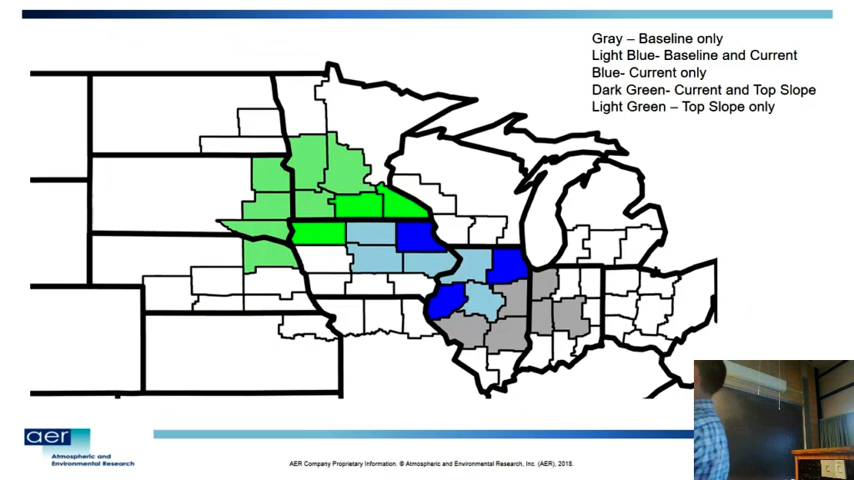 Gray – Baseline only
Light Blue- Baseline and Current
Blue- Current only
Dark Green- Current and Top Slope
Light Green – Top Slope only
aer
Atmospheric and
Environmental Research
AER Company Proprietary Information. © Atmospheric and Environmental Research, Inc. (AER), 2018.